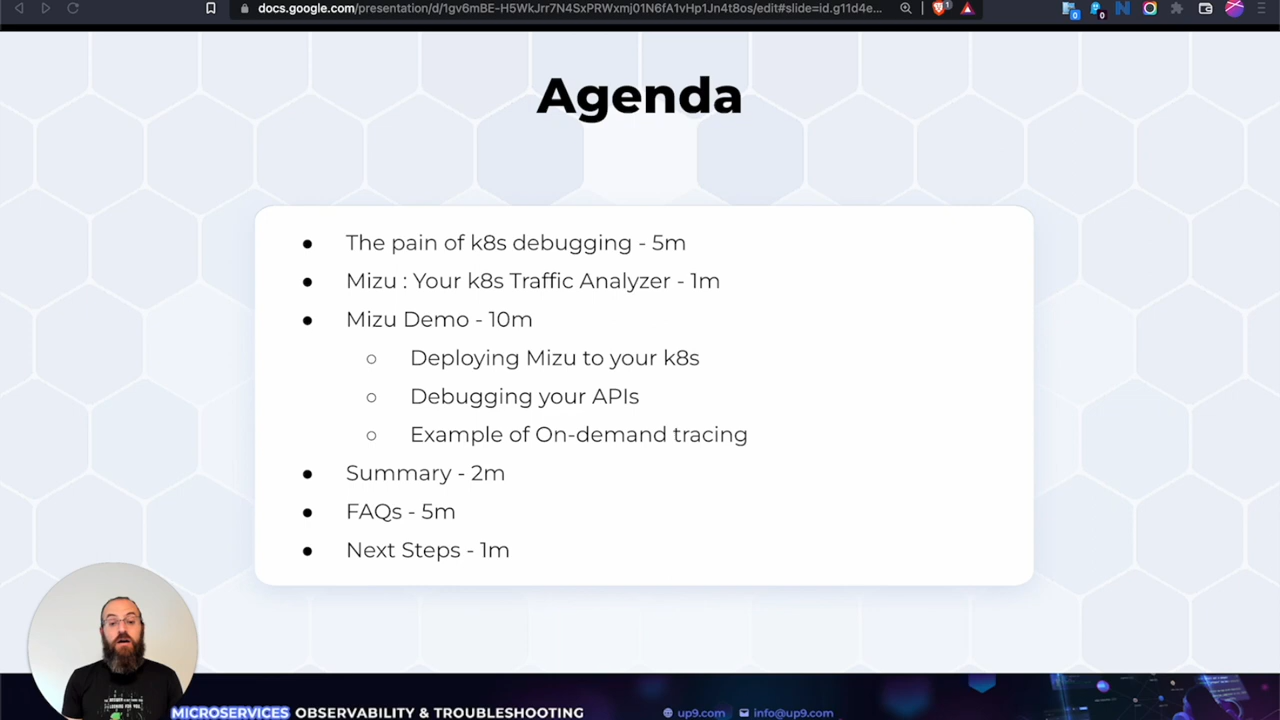 docs.google.com/presentation/d/1gv6mBE-H5WkJrr7N4SxPRWxmj01N6fA1vHp1Jn4t8os/edit#slide=id.g11d4e...
Agenda
● The pain of k8s debugging - 5m
● Mizu : Your k8s Traffic Analyzer - 1m
● Mizu Demo - 10m
○ Deploying Mizu to your k8s
○ Debugging your APIs
○ Example of On-demand tracing
● Summary - 2m
● FAQs - 5m
● Next Steps - 1m
MICROSERVICES OBSERVABILITY & TROUBLESHOOTING
up9.com info@up9.com